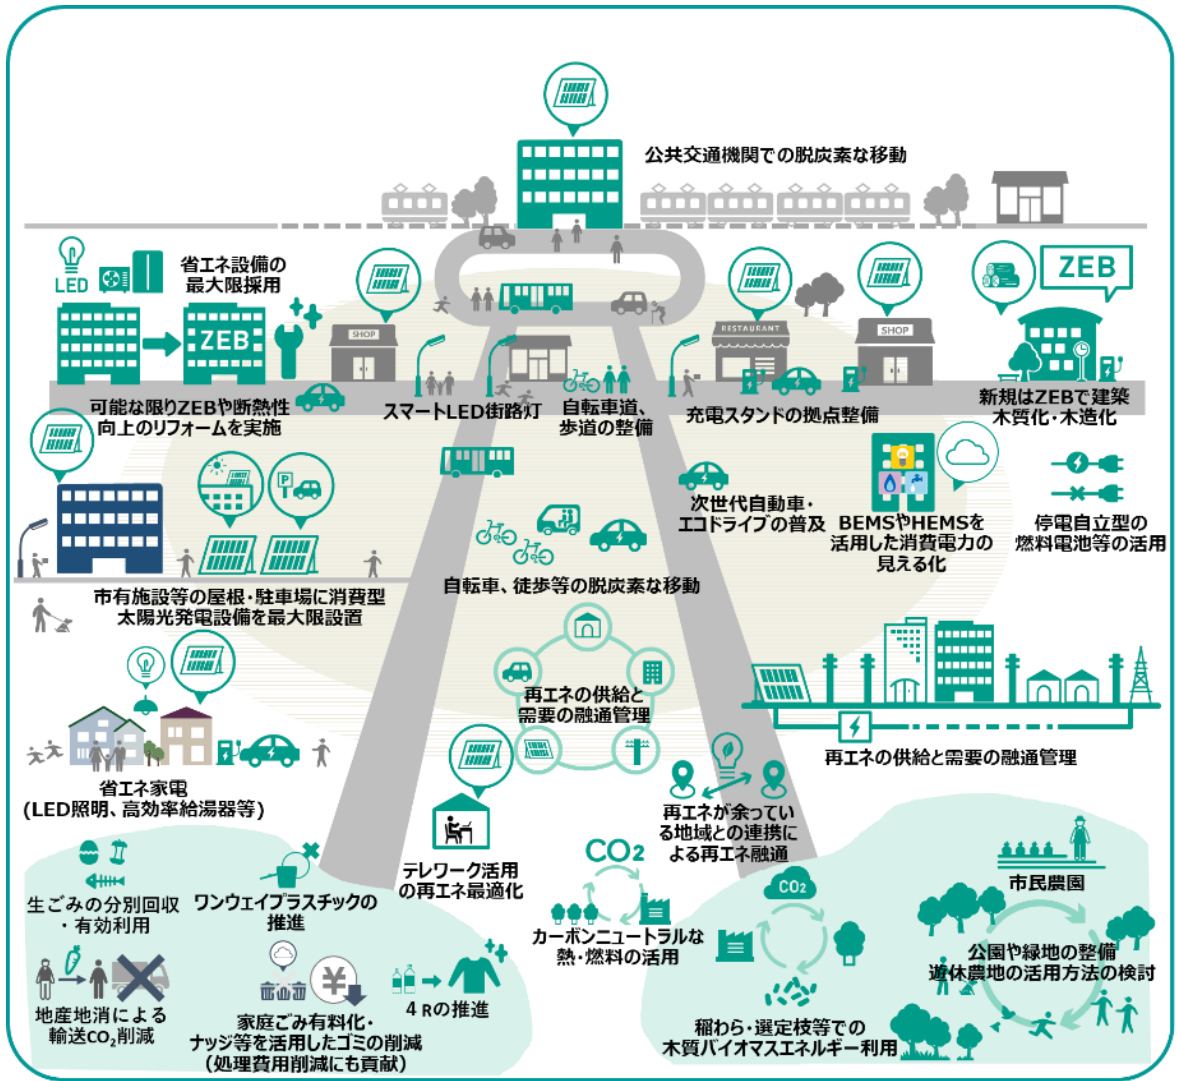 公共交通機関での脱炭素な移動
LED
省エネ設備の
最大限採用
ZEB
SHOP
RESTAURANT
SHOP
ZEB
可能な限りZEBや断熱性
向上のリフォームを実施
スマートLED街路灯
自転車道、
歩道の整備
充電スタンドの拠点整備
新規はZEBで建築
木質化・木造化
P
次世代自動車・
エコドライブの普及
BEMSやHEMSを
活用した消費電力の
見える化
停電自立型の
燃料電池等の活用
市有施設等の屋根・駐車場に消費型
太陽光発電設備を最大限設置
自転車、徒歩等の脱炭素な移動
再エネの供給と
需要の融通管理
再エネの供給と需要の融通管理
省エネ家電
(LED照明、高効率給湯器等)
再エネが余ってい
る地域との連携に
よる再エネ融通
テレワーク活用
の再エネ最適化
生ごみの分別回収
・有効利用
ワンウェイプラスチックの
推進
CO2
カーボンニュートラルな
熱・燃料の活用
CO2
市民農園
公園や緑地の整備
遊休農地の活用方法の検討
地産地消による
輸送CO2削減
¥
家庭ごみ有料化・
ナッジ等を活用したゴミの削減
（処理費用削減にも貢献）
4 Rの推進
稲わら・選定枝等での
木質バイオマスエネルギー利用